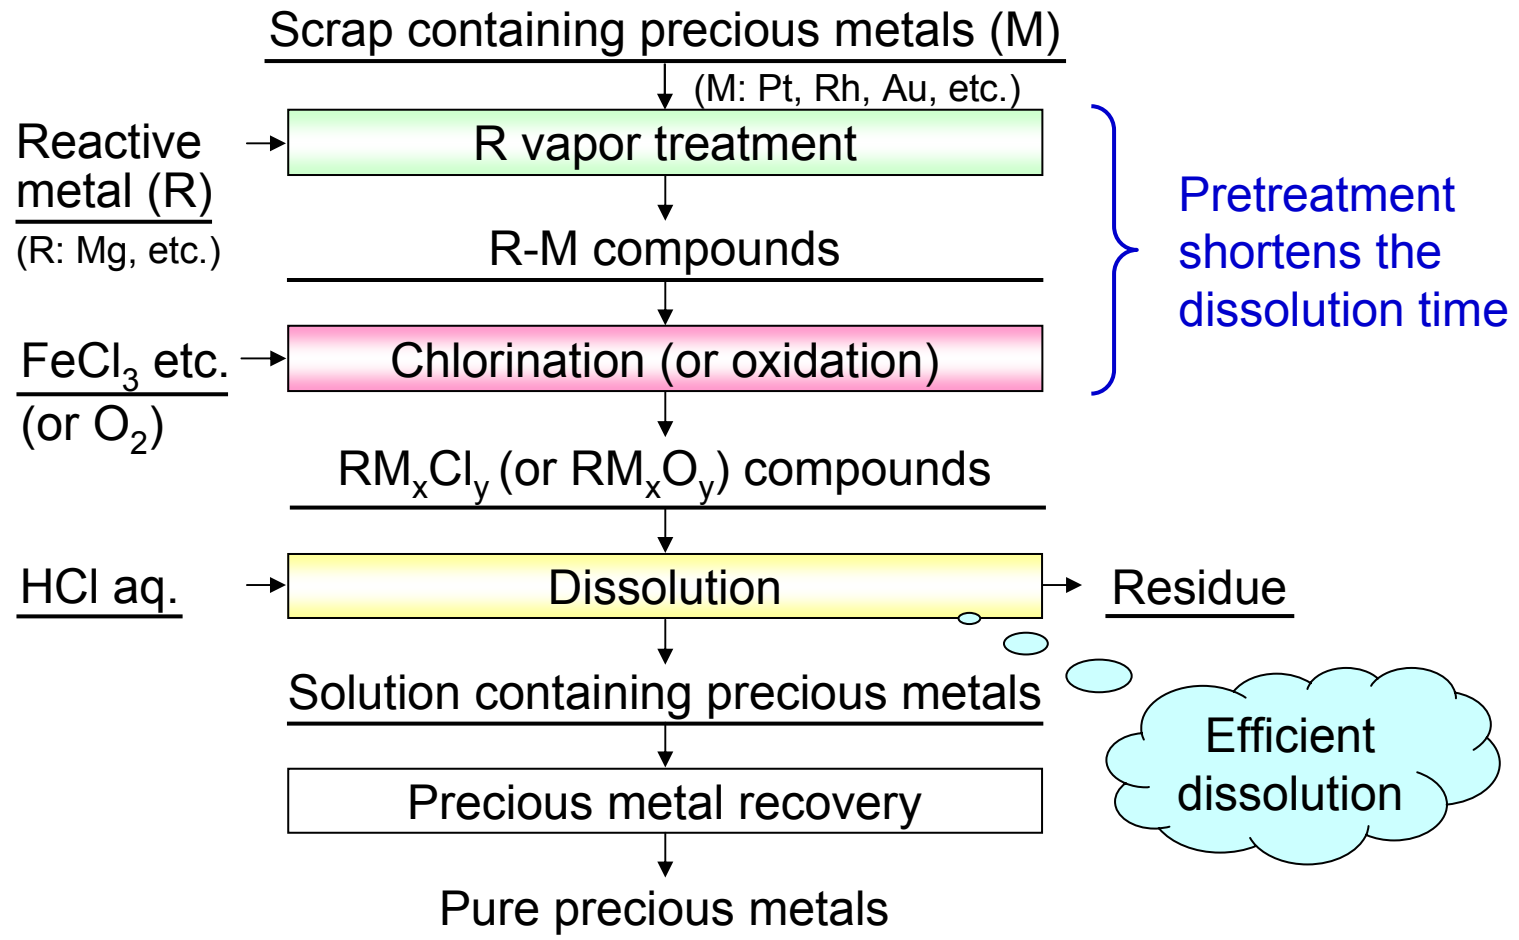 Scrap containing precious metals (M)
(M: Pt, Rh, Au, etc.)
Reactive
metal (R)
(R: Mg, etc.)
R vapor treatment
R-M compounds
Pretreatment
shortens the
dissolution time
FeCl₃ etc.
(or O₂)
Chlorination (or oxidation)
RMₓClᵧ (or RMₓOᵧ) compounds
HCl aq.
Dissolution
Residue
Solution containing precious metals
Efficient
dissolution
Precious metal recovery
Pure precious metals